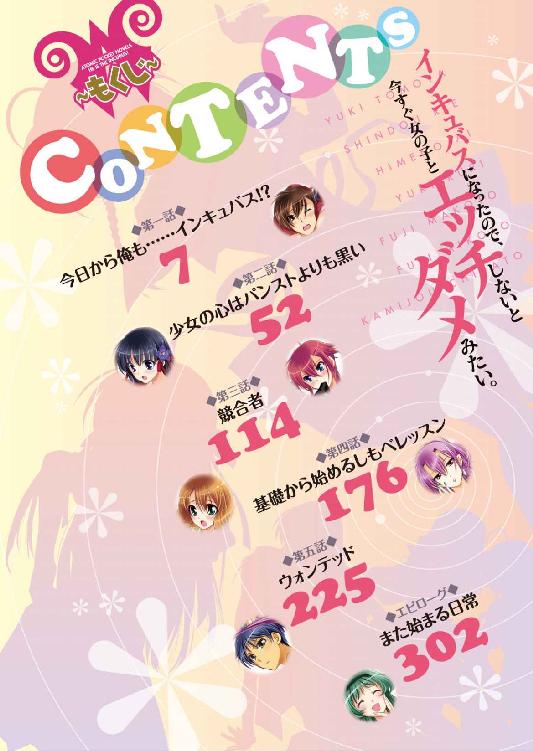 ATOMIC PUCKED NOVELS
~もくじ~
CONTENTS
インキュバスになったので、
今すぐ女の子とエッチしないと
ダメみたい。
◆第一話◆
今日から俺も……インキュバス!?
7
◆第二話◆
少女の心はパンストよりも黒い
52
◆第三話◆
競合者
114
◆第四話◆
基礎から始めるしもべレッスン
176
◆第五話◆
ウォンテッド
225
◆エピローグ◆
また始まる日常
302